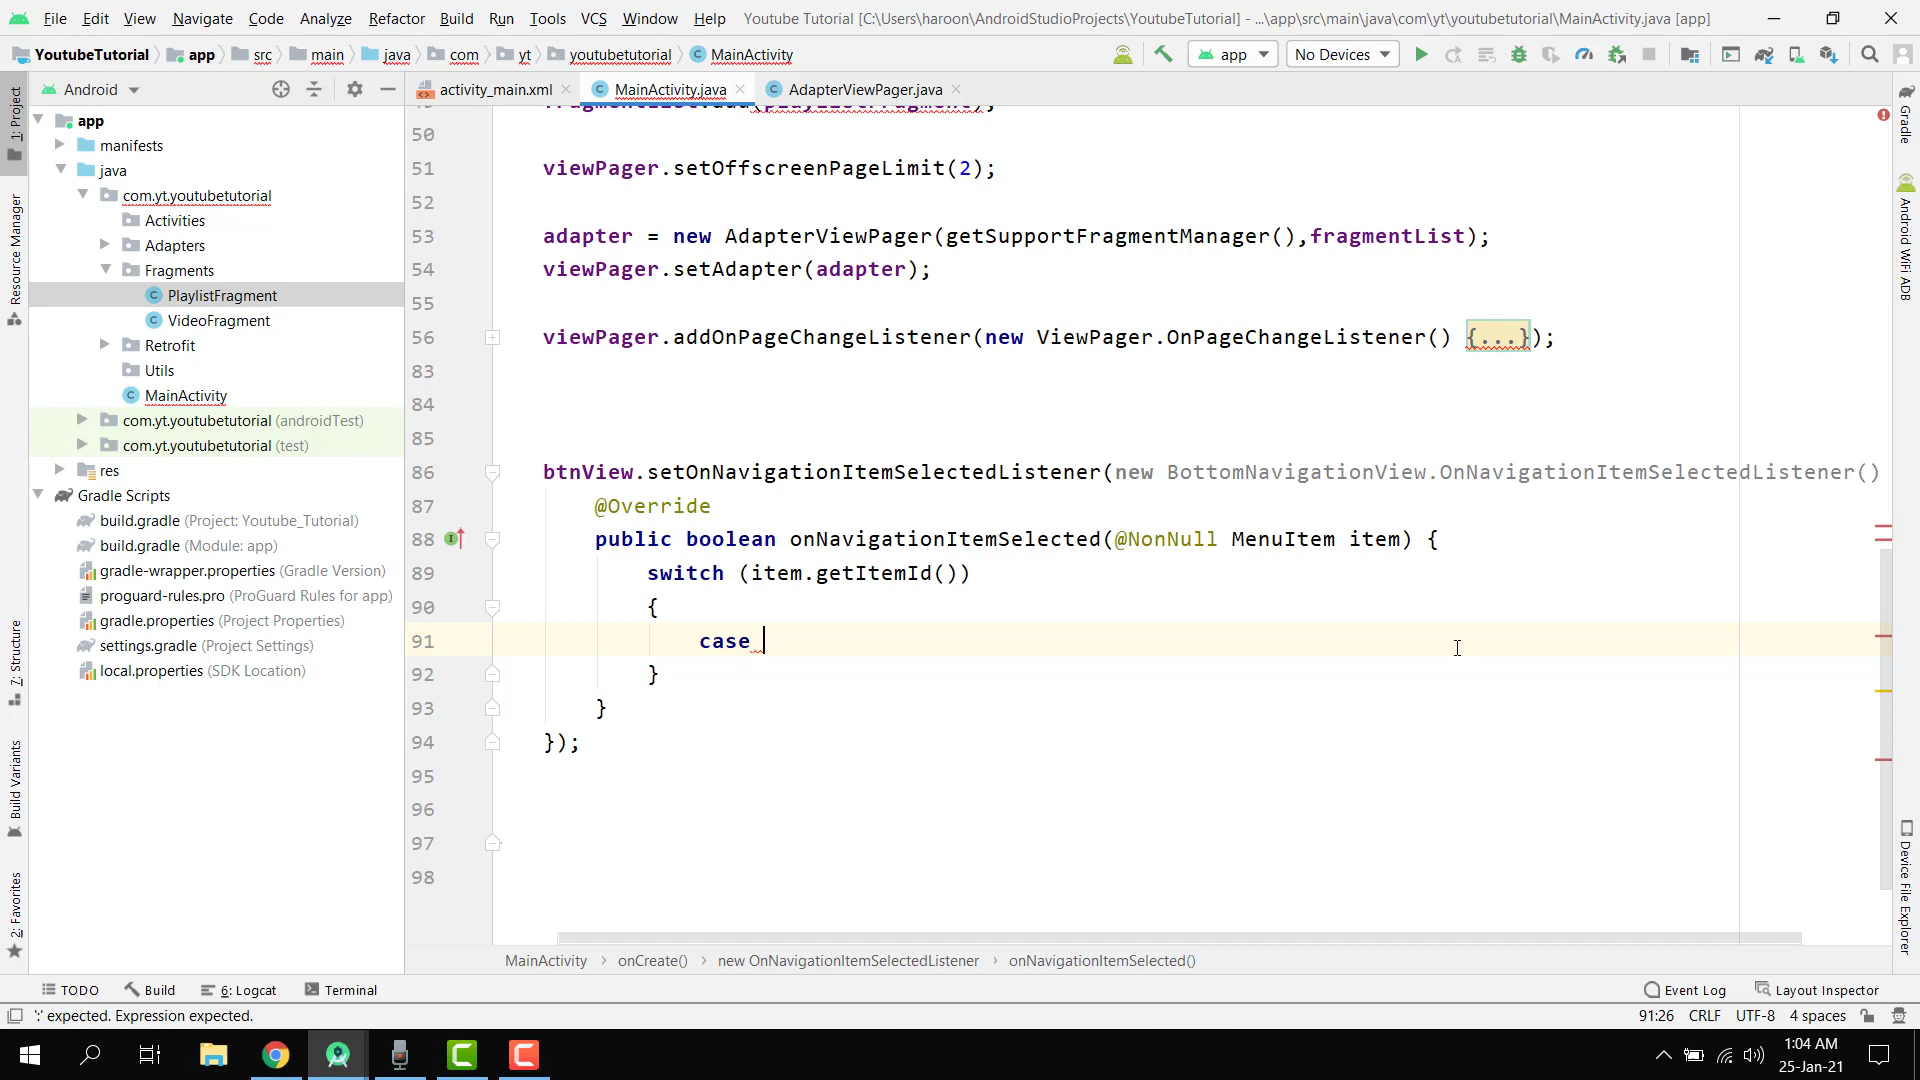 File Edit View Navigate Code Analyze Refactor Build Run Tools VCS Window Help Youtube Tutorial [C:\Users\haroon\AndroidStudioProjects\YoutubeTutorial] - ...\app\src\main\java\com\yt\youtubetutorial\MainActivity.java [app]
YoutubeTutorial app src main java com yt youtubetutorial MainActivity app No Devices
Android activity_main.xml MainActivity.java AdapterViewPager.java
1: Project
Resource Manager
7: Structure
Build Variants
2: Favorites
app
manifests
java
com.yt.youtubetutorial
Activities
Adapters
Fragments
PlaylistFragment
VideoFragment
Retrofit
Utils
MainActivity
com.yt.youtubetutorial (androidTest)
com.yt.youtubetutorial (test)
res
Gradle Scripts
build.gradle (Project: Youtube_Tutorial)
build.gradle (Module: app)
gradle-wrapper.properties (Gradle Version)
proguard-rules.pro (ProGuard Rules for app)
gradle.properties (Project Properties)
settings.gradle (Project Settings)
local.properties (SDK Location)
49 fragmentList.add(playlistFragment);
50
51 viewPager.setOffscreenPageLimit(2);
52
53 adapter = new AdapterViewPager(getSupportFragmentManager(),fragmentList);
54 viewPager.setAdapter(adapter);
55
56 viewPager.addOnPageChangeListener(new ViewPager.OnPageChangeListener() {...});
83
84
85
86 btnView.setOnNavigationItemSelectedListener(new BottomNavigationView.OnNavigationItemSelectedListener()
87 @Override
88 public boolean onNavigationItemSelected(@NonNull MenuItem item) {
89 switch (item.getItemId())
90 {
91 case
92 }
93 }
94 });
95
96
97
98
Gradle
Android WiFi ADB
Device File Explorer
MainActivity › onCreate() › new OnNavigationItemSelectedListener › onNavigationItemSelected()
TODO Build 6: Logcat Terminal Event Log Layout Inspector
':' expected. Expression expected. 91:26 CRLF UTF-8 4 spaces
1:04 AM
25-Jan-21